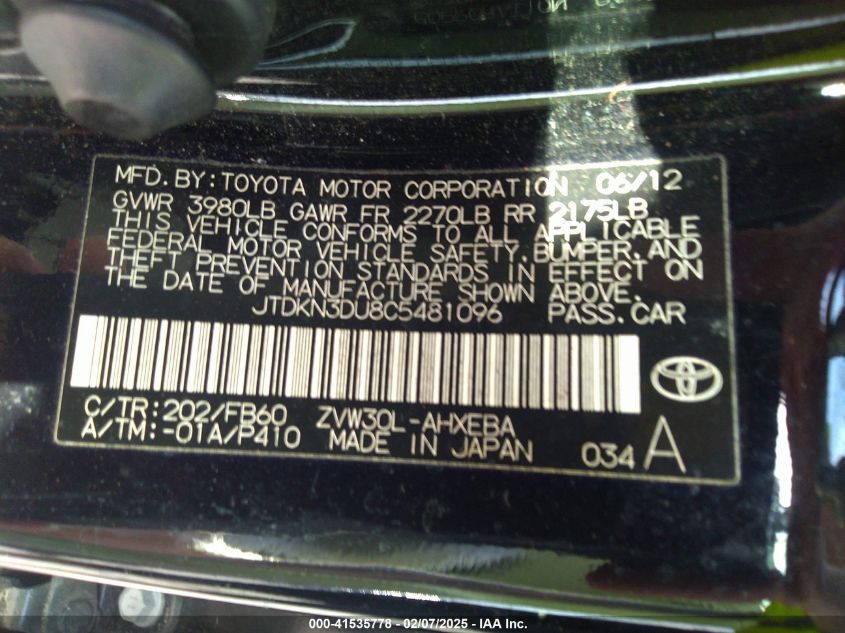 MFD. BY: TOYOTA MOTOR CORPORATION 06/12
GVWR 3980LB GAWR FR 2270LB RR 2175LB
THIS VEHICLE CONFORMS TO ALL APPLICABLE
FEDERAL MOTOR VEHICLE SAFETY, BUMPER, AND
THEFT PREVENTION STANDARDS IN EFFECT ON
THE DATE OF MANUFACTURE SHOWN ABOVE.
JTDKN3DU8C5481096 PASS. CAR
C/TR: 202/FB60 ZVW30L-AHXEBA
A/TM: -01A/P410 MADE IN JAPAN 034 A
000-41535778 - 02/07/2025 - IAA Inc.